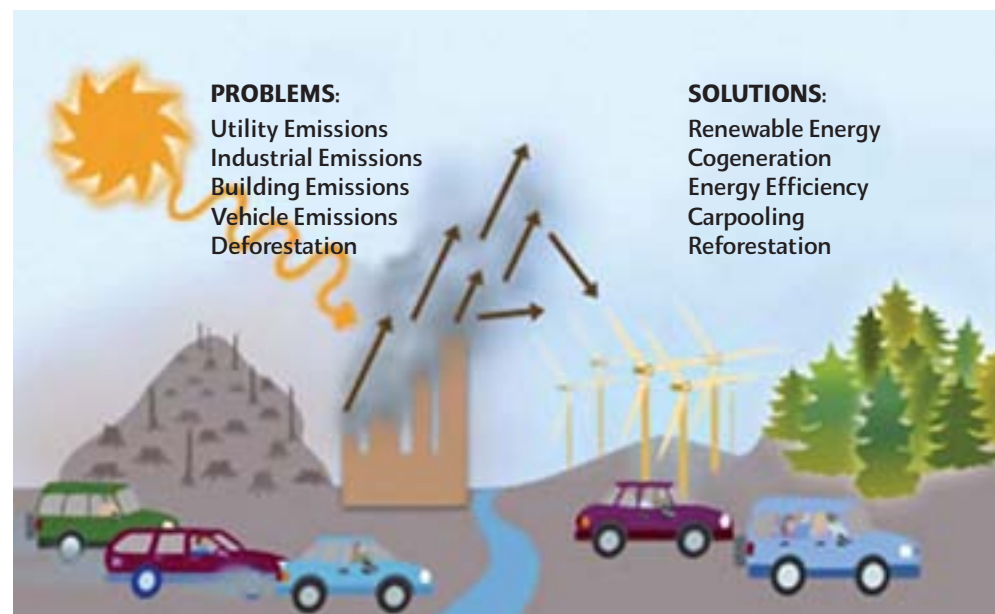 PROBLEMS:
Utility Emissions
Industrial Emissions
Building Emissions
Vehicle Emissions
Deforestation
SOLUTIONS:
Renewable Energy
Cogeneration
Energy Efficiency
Carpooling
Reforestation